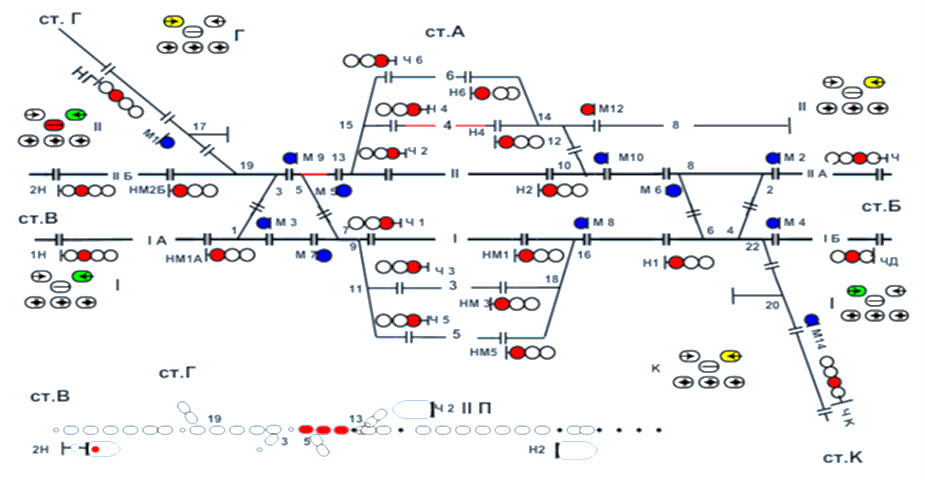 ст. Г
Г
ст.А
Ч 6
6
Н6
НГ
Н 4
М12
II
15
4
Н4
14
8
II
М1
17
12
Ч 2
19
М 9
13
10
М10
8
М 2
Ч
2Н
II Б
НМ2Б
3
5
М 5
II
Н2
М 6
2
II А
ст.В
М 3
Ч 1
М 8
М 4
ст.Б
1Н
I А
1
НМ1А
М 7
7
9
I
НМ1
16
Н1
6
4
22
I Б
ЧД
I
11
Ч 3
3
НМ 3
18
20
I
Ч 5
5
НМ5
М14
К
ЧК
ст.К
ст.В
ст.Г
19
13
Ч 2
II П
2Н
3
5
Н2